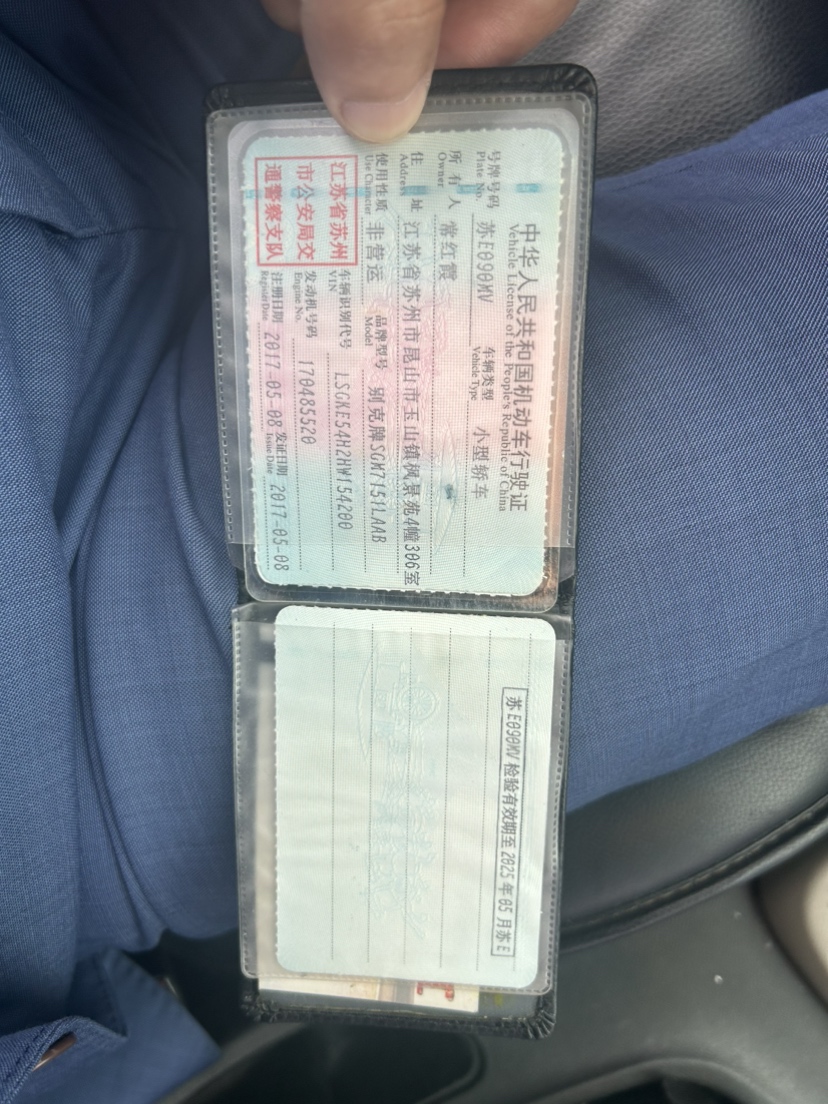 中华人民共和国机动车行驶证
Vehicle License of the People's Republic of China
号牌号码 苏E090MV 车辆类型 小型轿车
Plate No. Vehicle Type
所有人 常红霞
Owner
住址 江苏省苏州市昆山市玉山镇枫景苑4幢306室
Address
使用性质 非营运 品牌型号 别克牌SGM7151LAAB
Use Character Model
江苏省苏州
市公安局交
通警察支队
车辆识别代号 LSGKE54H2HW154200
VIN
发动机号码 170485520
Engine No.
注册日期 2017-05-08 发证日期 2017-05-08
Register Date Issue Date
苏E090MV 检验有效期至 2025年05月苏E